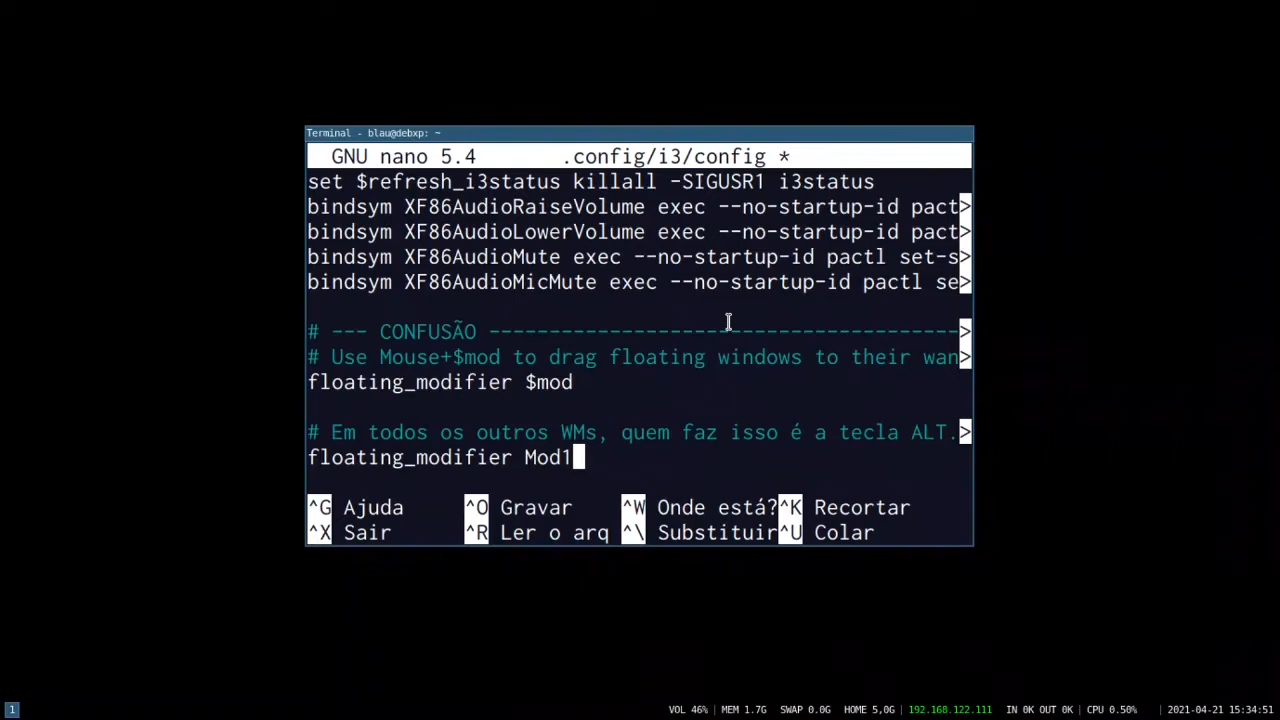 Terminal - blau@debxp: ~
GNU nano 5.4 .config/i3/config *
set $refresh_i3status killall -SIGUSR1 i3status
bindsym XF86AudioRaiseVolume exec --no-startup-id pact>
bindsym XF86AudioLowerVolume exec --no-startup-id pact>
bindsym XF86AudioMute exec --no-startup-id pactl set-s>
bindsym XF86AudioMicMute exec --no-startup-id pactl se>
# --- CONFUSÃO --------------------------------------->
# Use Mouse+$mod to drag floating windows to their wan>
floating_modifier $mod
# Em todos os outros WMs, quem faz isso é a tecla ALT.>
floating_modifier Mod1
^G Ajuda ^O Gravar ^W Onde está? ^K Recortar
^X Sair ^R Ler o arq ^\ Substituir ^U Colar
1 VOL 46% | MEM 1.7G | SWAP 0.0G | HOME 5,0G | 192.168.122.111 | IN 0K OUT 0K | CPU 0.50% | 2021-04-21 15:34:51